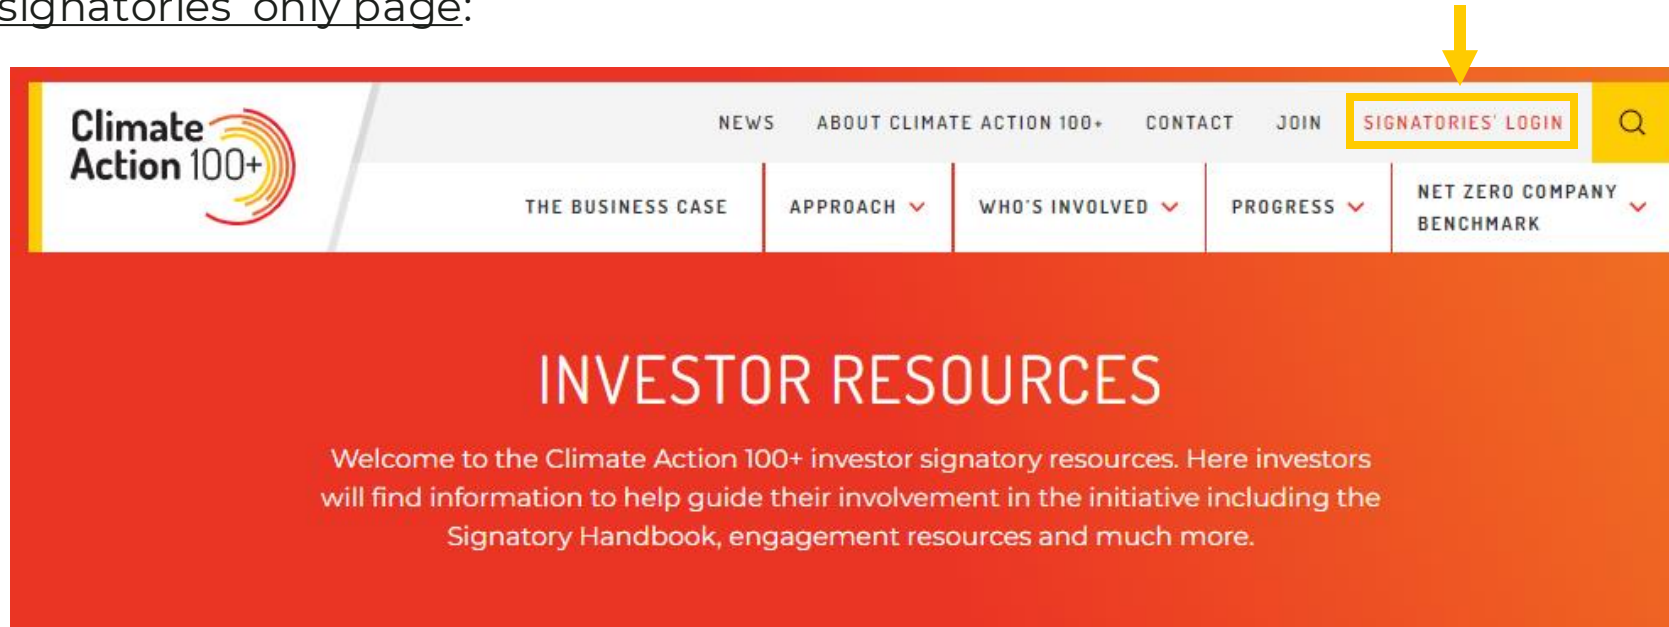 signatories' only page:
Climate
Action 100+
NEWS ABOUT CLIMATE ACTION 100+ CONTACT JOIN SIGNATORIES' LOGIN
THE BUSINESS CASE APPROACH WHO'S INVOLVED PROGRESS NET ZERO COMPANY
BENCHMARK
INVESTOR RESOURCES
Welcome to the Climate Action 100+ investor signatory resources. Here investors
will find information to help guide their involvement in the initiative including the
Signatory Handbook, engagement resources and much more.